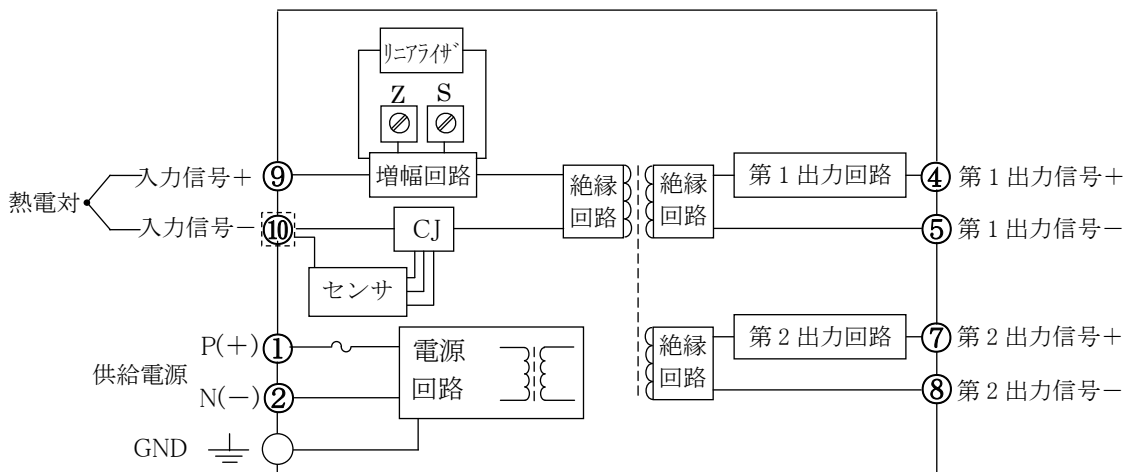 リニアライザ
Z S
熱電対
入力信号+ ⑨
増幅回路
絶縁
回路
絶縁
回路
第1出力回路
④ 第1出力信号+
入力信号− ⑩
CJ
⑤ 第1出力信号−
センサ
供給電源
P(+) ①
N(−) ②
電源
回路
絶縁
回路
第2出力回路
⑦ 第2出力信号+
⑧ 第2出力信号−
GND